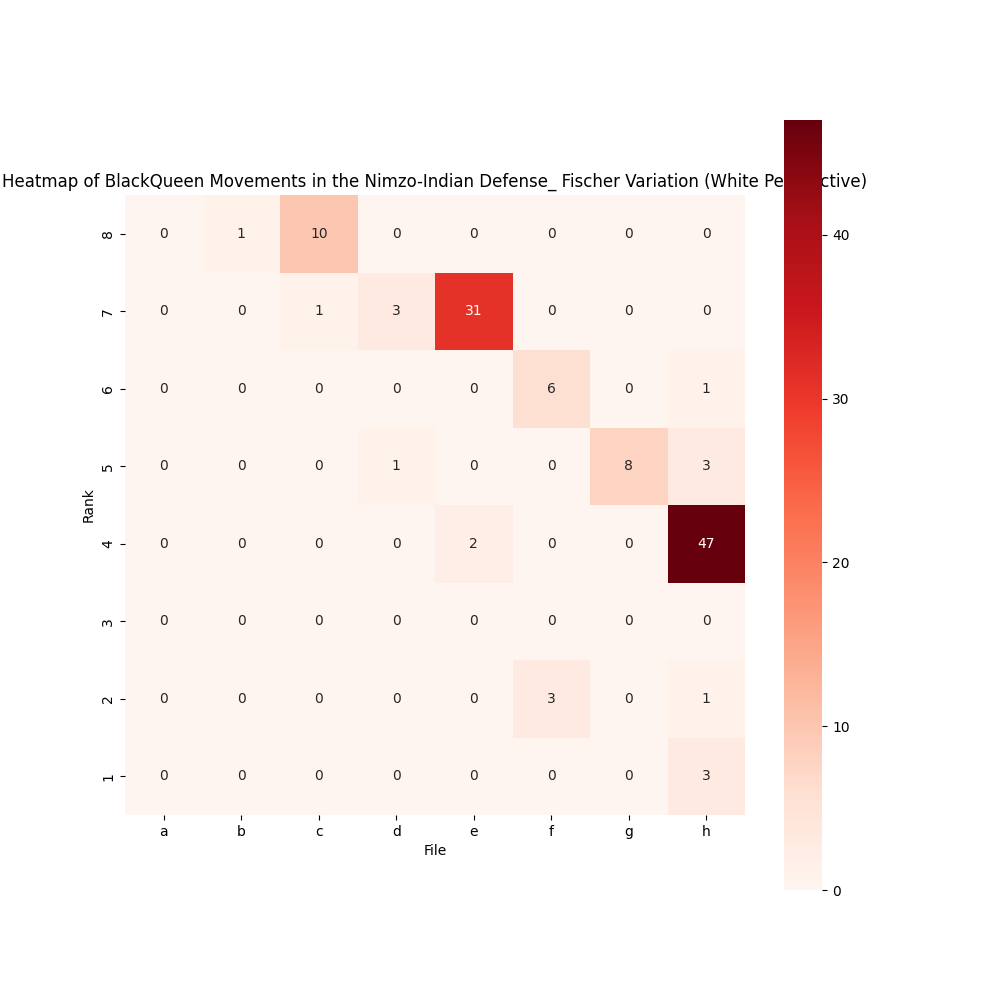 Heatmap of BlackQueen Movements in the Nimzo-Indian Defense_ Fischer Variation (White Perspective)
8 0 1 10 0 0 0 0 0
7 0 0 1 3 31 0 0 0
6 0 0 0 0 0 6 0 1
5 0 0 0 1 0 0 8 3
4 0 0 0 0 2 0 0 47
3 0 0 0 0 0 0 0 0
2 0 0 0 0 0 3 0 1
1 0 0 0 0 0 0 0 3
a b c d e f g h
File
Rank
40
30
20
10
0